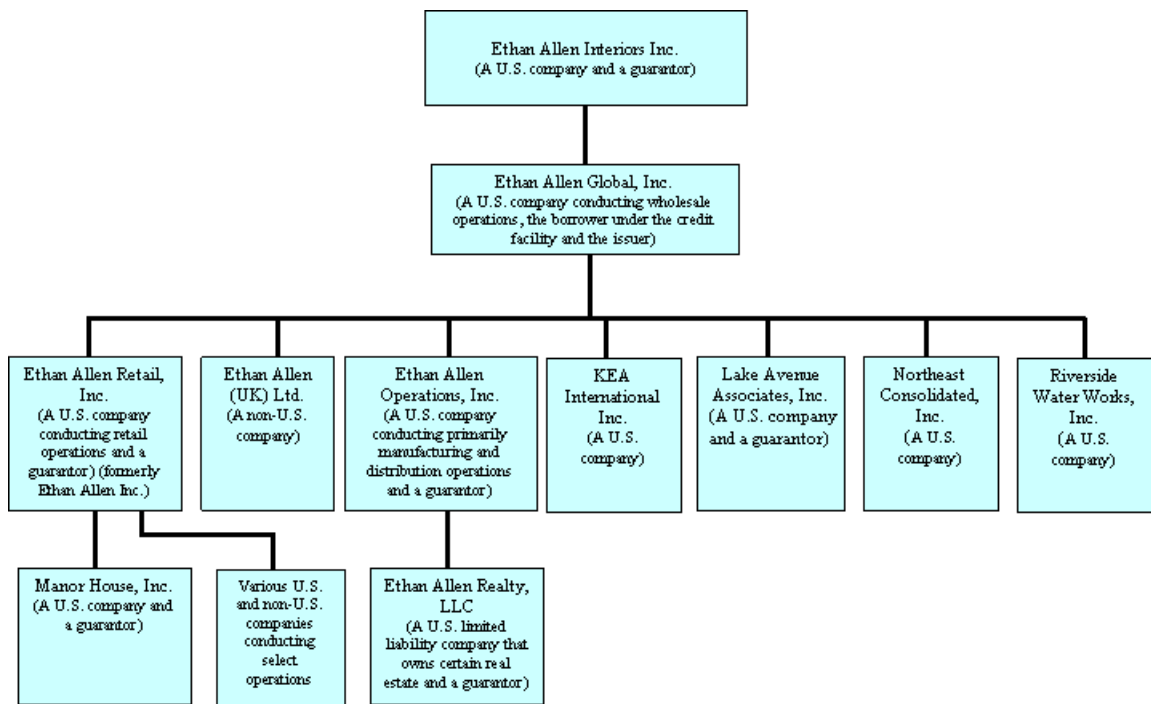 Ethan Allen Interiors Inc.
(A U.S. company and a guarantor)
Ethan Allen Global, Inc.
(A U.S. company conducting wholesale
operations, the borrower under the credit
facility and the issuer)
Ethan Allen Retail,
Inc.
(A U.S. company
conducting retail
operations and a
guarantor) (formerly
Ethan Allen Inc.)
Ethan Allen
(UK) Ltd.
(A non-U.S.
company)
Ethan Allen
Operations, Inc.
(A U.S. company
conducting primarily
manufacturing and
distribution operations
and a guarantor)
KEA
International
Inc.
(A U.S.
company)
Lake Avenue
Associates, Inc.
(A U.S. company
and a guarantor)
Northeast
Consolidated,
Inc.
(A U.S.
company)
Riverside
Water Works,
Inc.
(A U.S.
company)
Manor House, Inc.
(A U.S. company and
a guarantor)
Various U.S.
and non-U.S.
companies
conducting
select
operations
Ethan Allen Realty,
LLC
(A U.S. limited
liability company that
owns certain real
estate and a guarantor)